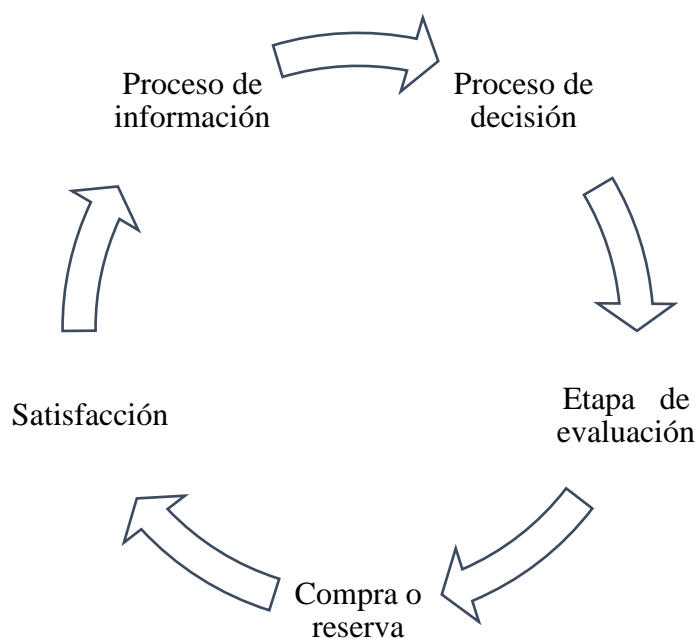 Proceso de
información
Proceso de
decisión
Etapa de
evaluación
Compra o
reserva
Satisfacción